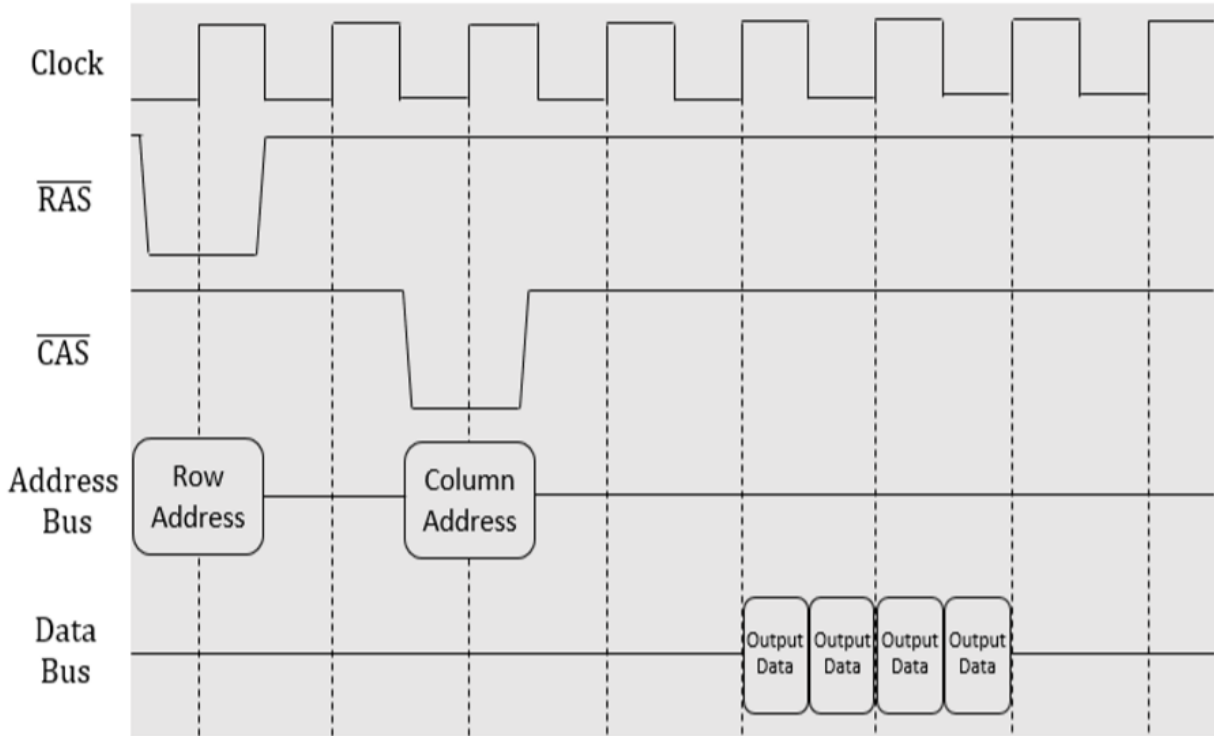 Clock
RAS
CAS
Address
Bus
Row
Address
Column
Address
Data
Bus
Output
Data
Output
Data
Output
Data
Output
Data